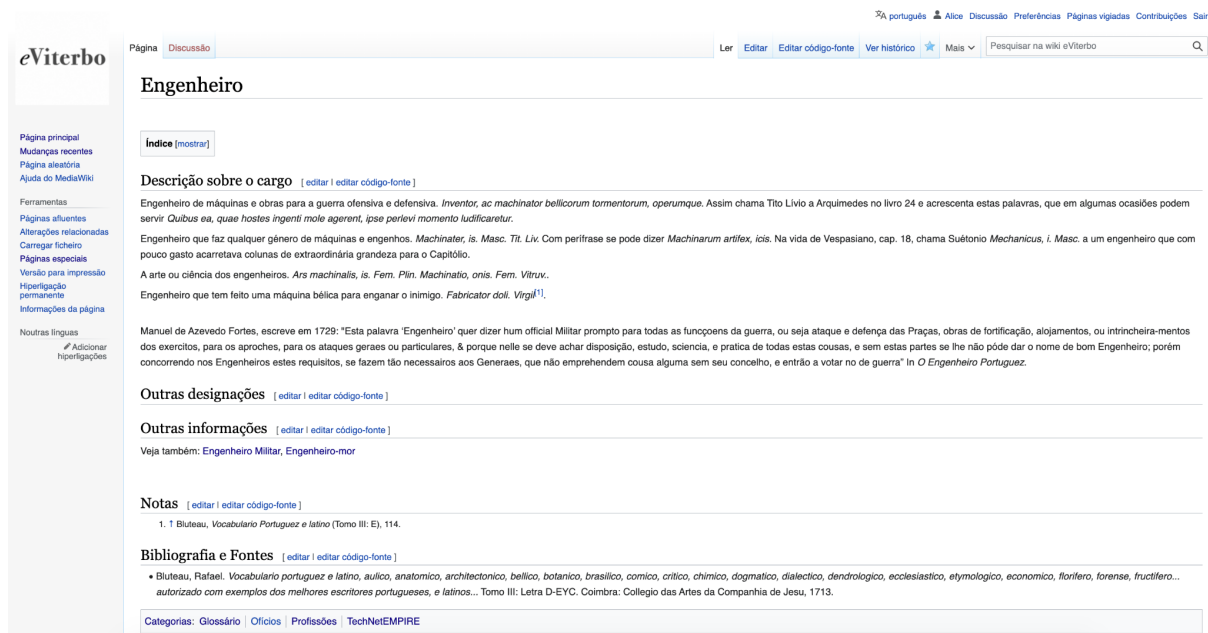 português Alice Discussão Preferências Páginas vigiadas Contribuições Sair
eViterbo
Página Discussão
Ler Editar Editar código-fonte Ver histórico Mais Pesquisar na wiki eViterbo
Engenheiro
Página principal
Mudanças recentes
Página aleatória
Ajuda do MediaWiki
Ferramentas
Páginas afluentes
Alterações relacionadas
Carregar ficheiro
Páginas especiais
Versão para impressão
Hiperligação
permanente
Informações da página
Noutras línguas
Adicionar
hiperligações
Índice [mostrar]
Descrição sobre o cargo [ editar | editar código-fonte ]
Engenheiro de máquinas e obras para a guerra ofensiva e defensiva. Inventor, ac machinator bellicorum tormentorum, operumque. Assim chama Tito Lívio a Arquimedes no livro 24 e acrescenta estas palavras, que em algumas ocasiões podem
servir Quibus ea, quae hostes ingenti mole agerent, ipse perlevi momento ludificaretur.
Engenheiro que faz qualquer género de máquinas e engenhos. Machinater, is. Masc. Tit. Liv. Com perífrase se pode dizer Machinarum artifex, icis. Na vida de Vespasiano, cap. 18, chama Suétonio Mechanicus, i. Masc. a um engenheiro que com
pouco gasto acarretava colunas de extraordinária grandeza para o Capitólio.
A arte ou ciência dos engenheiros. Ars machinalis, is. Fem. Plin. Machinatio, onis. Fem. Vitruv..
Engenheiro que tem feito uma máquina bélica para enganar o inimigo. Fabricator doli. Virgil[1].
Manuel de Azevedo Fortes, escreve em 1729: "Esta palavra ‘Engenheiro’ quer dizer hum official Militar prompto para todas as funcçoens da guerra, ou seja ataque e defença das Praças, obras de fortificação, alojamentos, ou intrincheira-mentos
dos exercitos, para os aproches, para os ataques geraes ou particulares, & porque nelle se deve achar disposição, estudo, sciencia, e pratica de todas estas cousas, e sem estas partes se lhe não póde dar o nome de bom Engenheiro; porém
concorrendo nos Engenheiros estes requisitos, se fazem tão necessairos aos Generaes, que não emprehendem cousa alguma sem seu concelho, e entrão a votar no de guerra” In O Engenheiro Portuguez.
Outras designações [ editar | editar código-fonte ]
Outras informações [ editar | editar código-fonte ]
Veja também: Engenheiro Militar, Engenheiro-mor
Notas [ editar | editar código-fonte ]
1. ↑ Bluteau, Vocabulario Portuguez e latino (Tomo III: E), 114.
Bibliografia e Fontes [ editar | editar código-fonte ]
• Bluteau, Rafael. Vocabulario portuguez e latino, aulico, anatomico, architectonico, bellico, botanico, brasilico, comico, critico, chimico, dogmatico, dialectico, dendrologico, ecclesiastico, etymologico, economico, florifero, forense, fructifero...
autorizado com exemplos dos melhores escritores portugueses, e latinos... Tomo III: Letra D-EYC. Coimbra: Collegio das Artes da Companhia de Jesu, 1713.
Categorias: Glossário | Ofícios | Profissões | TechNetEMPIRE